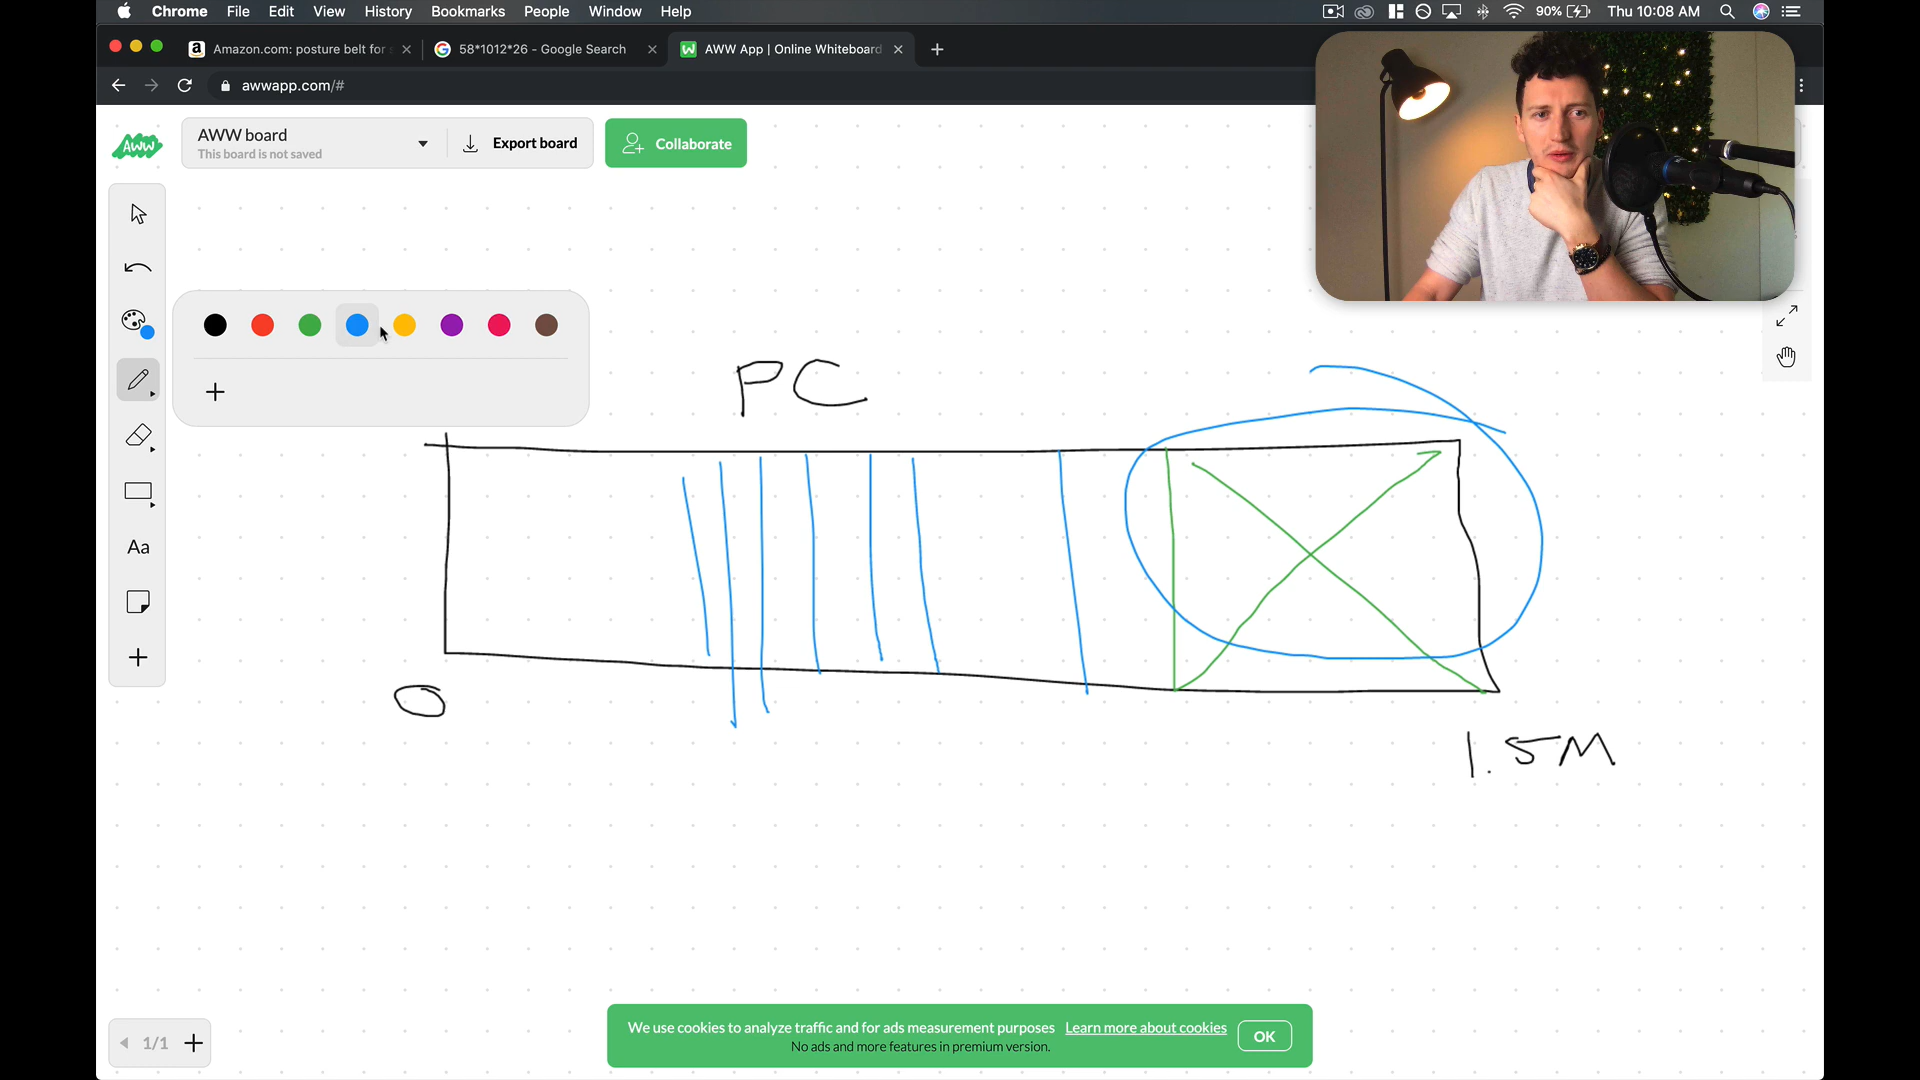 Chrome File Edit View History Bookmarks People Window Help 90% Thu 10:08 AM
Amazon.com: posture belt for 58*1012*26 - Google Search AWW App | Online Whiteboard
awwapp.com/#
AWW
AWW board
This board is not saved
Export board
Collaborate
PC
Aa
0
1.5M
1/1
We use cookies to analyze traffic and for ads measurement purposes Learn more about cookies
No ads and more features in premium version.
OK